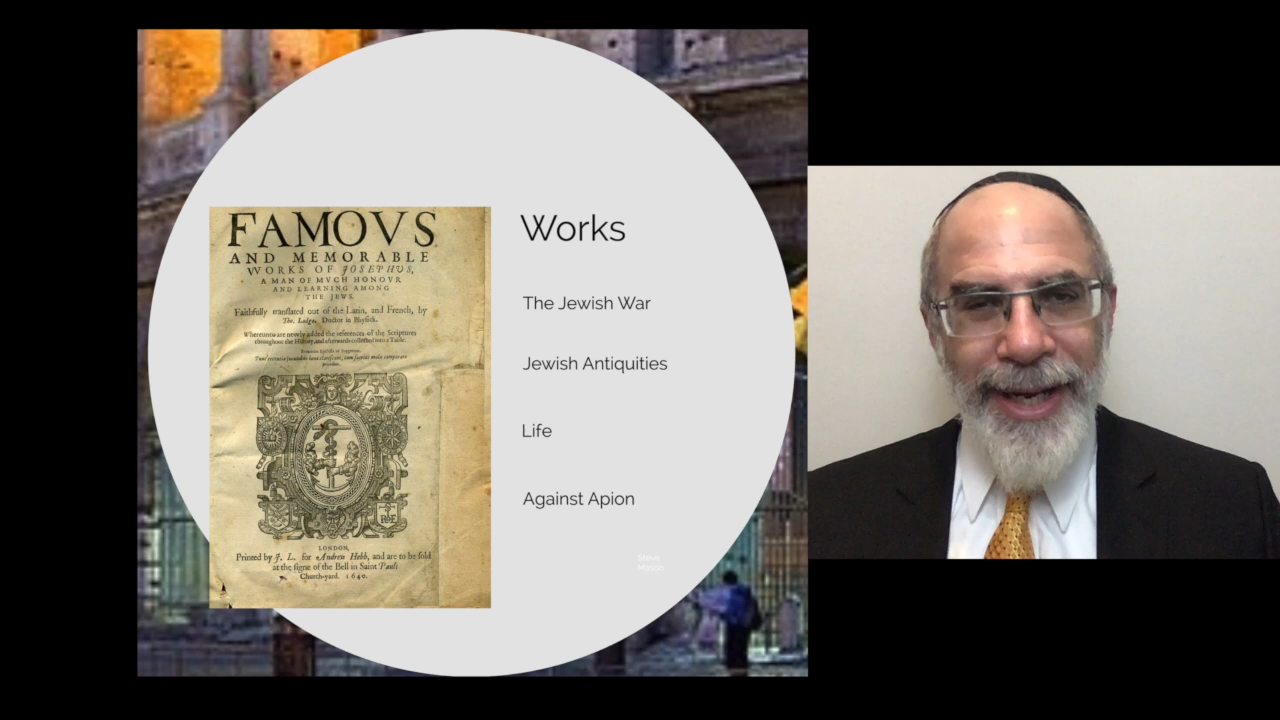 FAMOVS
AND MEMORABLE
WORKS OF JOSEPHUS,
A MAN OF MVCH HONOVR
AND LEARNING AMONG
THE JEWS.
Faithfully translated out of the Latin, and French, by
Tho. Lodge, Doctor in Physick.
Whereunto are newly added the references of the Scriptures
throughout the History, and afterwards collected into a Table.
LONDON,
Printed by J. L. for Andrew Hebb, and are to be sold
at the signe of the Bell in Saint Pauls
Church-yard. 1640.
Works
The Jewish War
Jewish Antiquities
Life
Against Apion
Steve
Mason